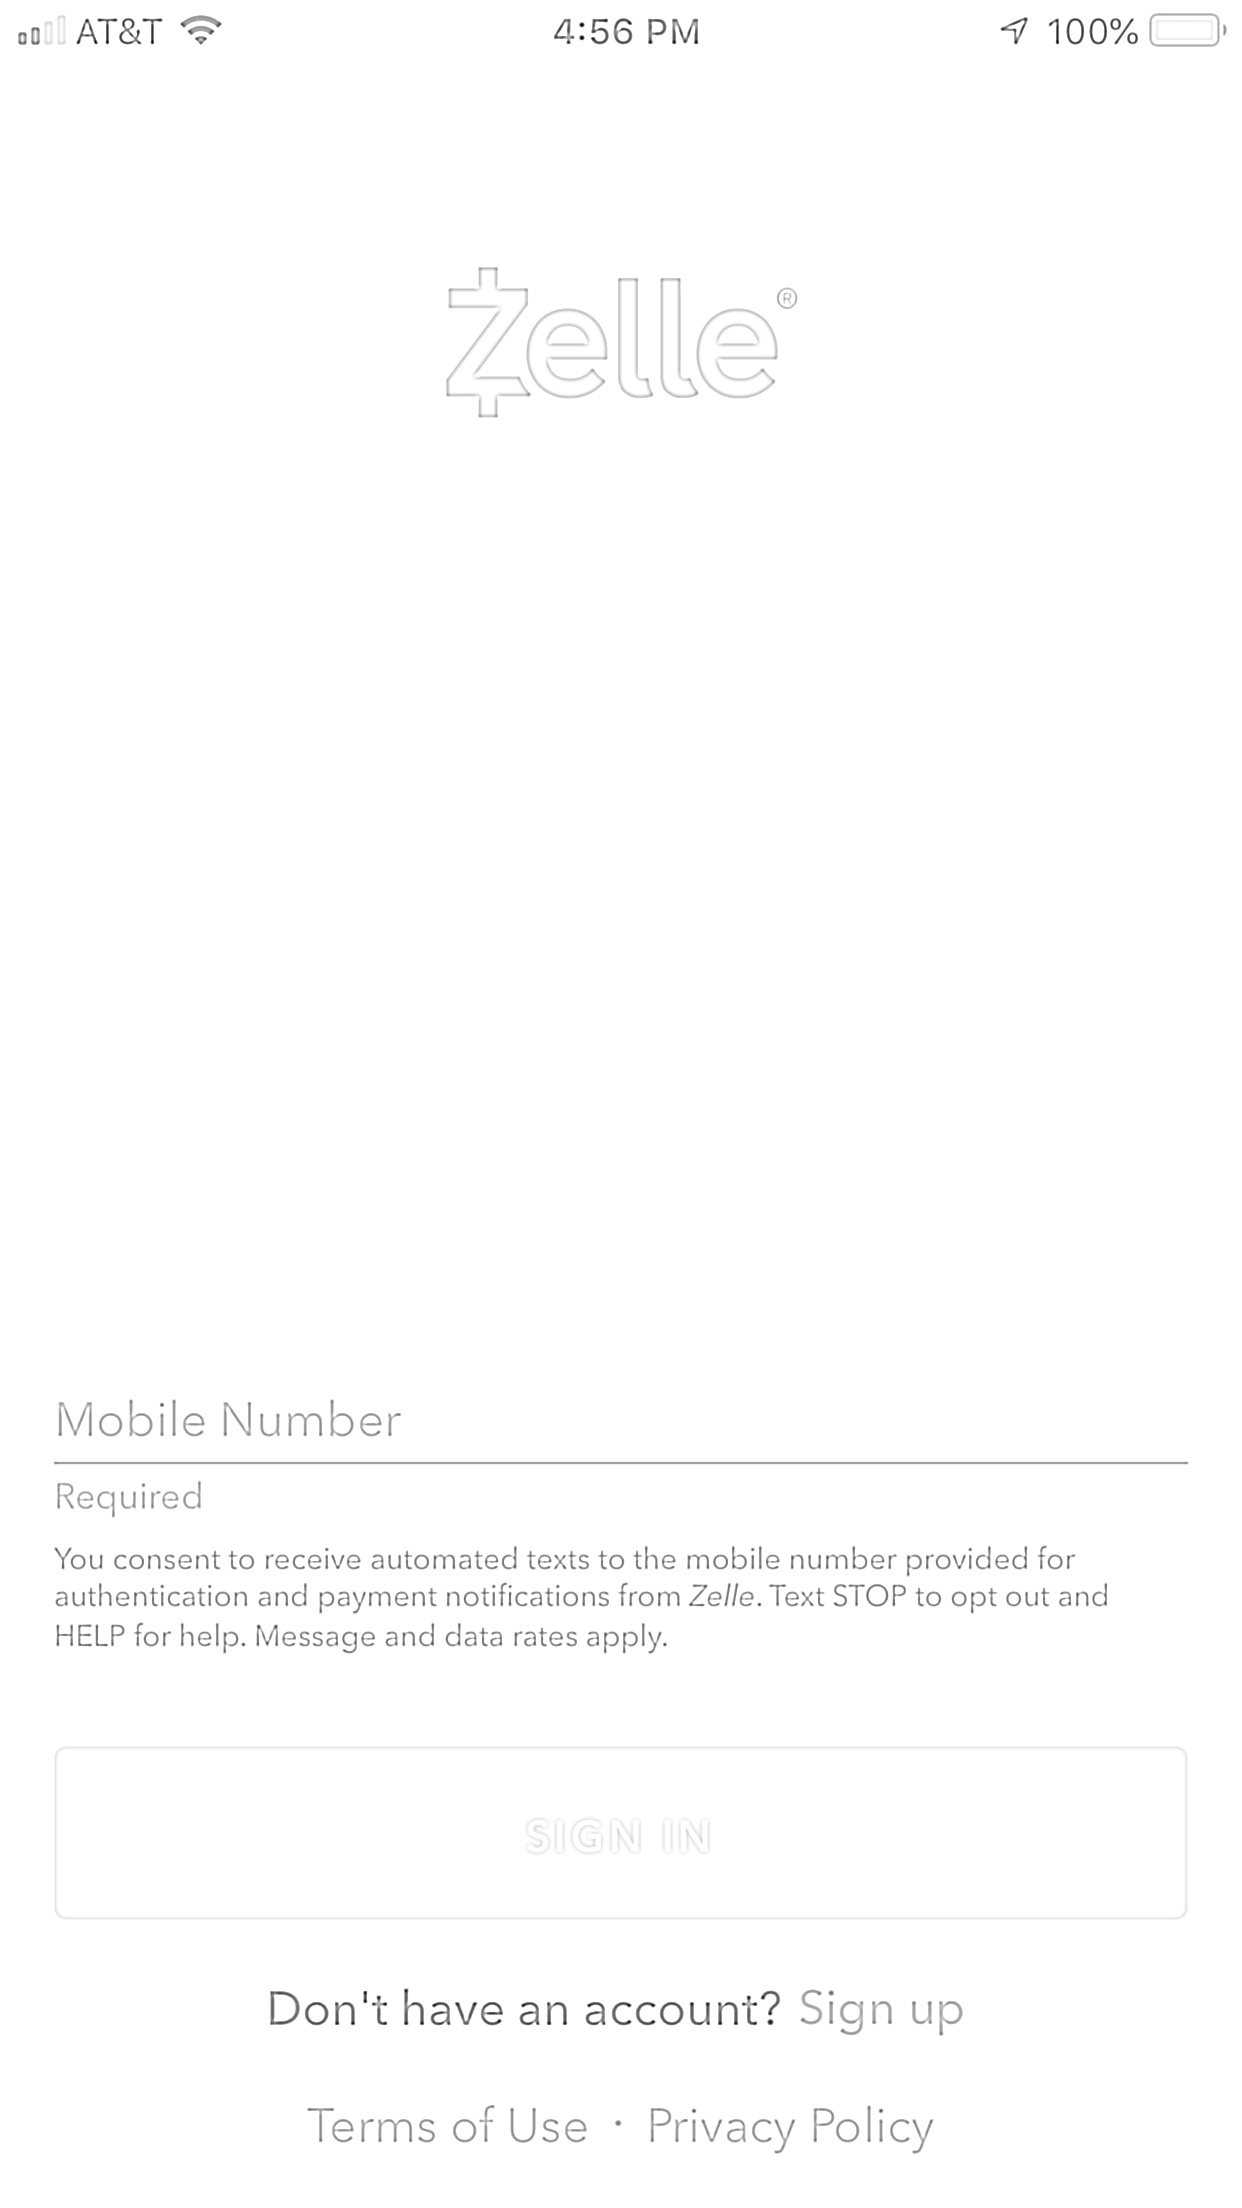 AT&T 4:56 PM 100%
Zelle®
Mobile Number
Required
You consent to receive automated texts to the mobile number provided for
authentication and payment notifications from Zelle. Text STOP to opt out and
HELP for help. Message and data rates apply.
SIGN IN
Don't have an account? Sign up
Terms of Use · Privacy Policy